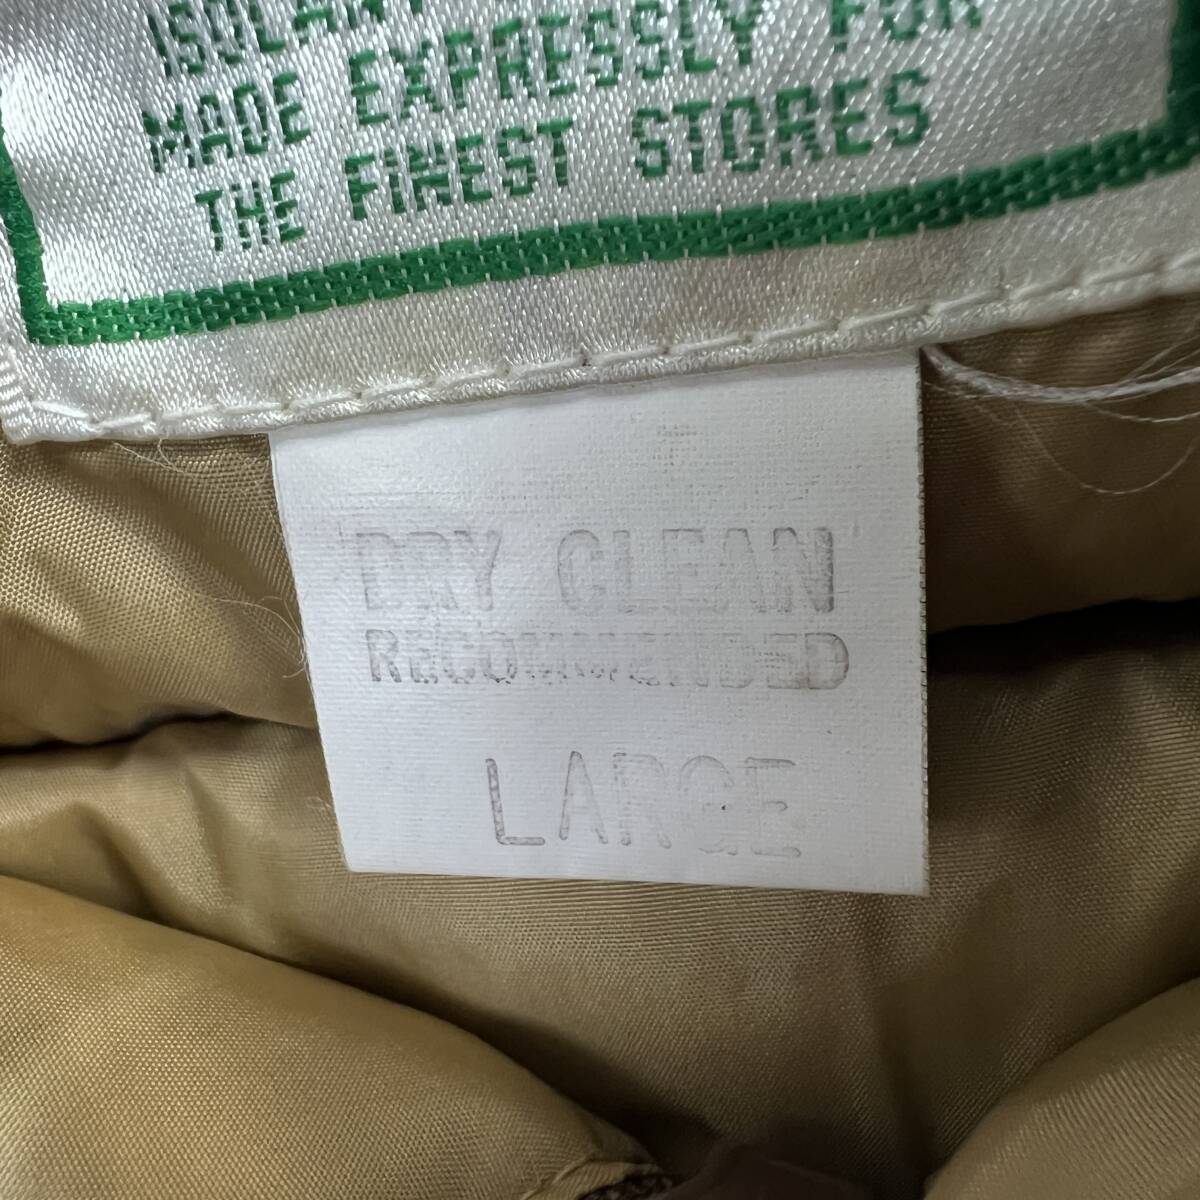 MADE EXPRESSLY FOR
THE FINEST STORES
DRY CLEAN
RECOMMENDED
LARGE